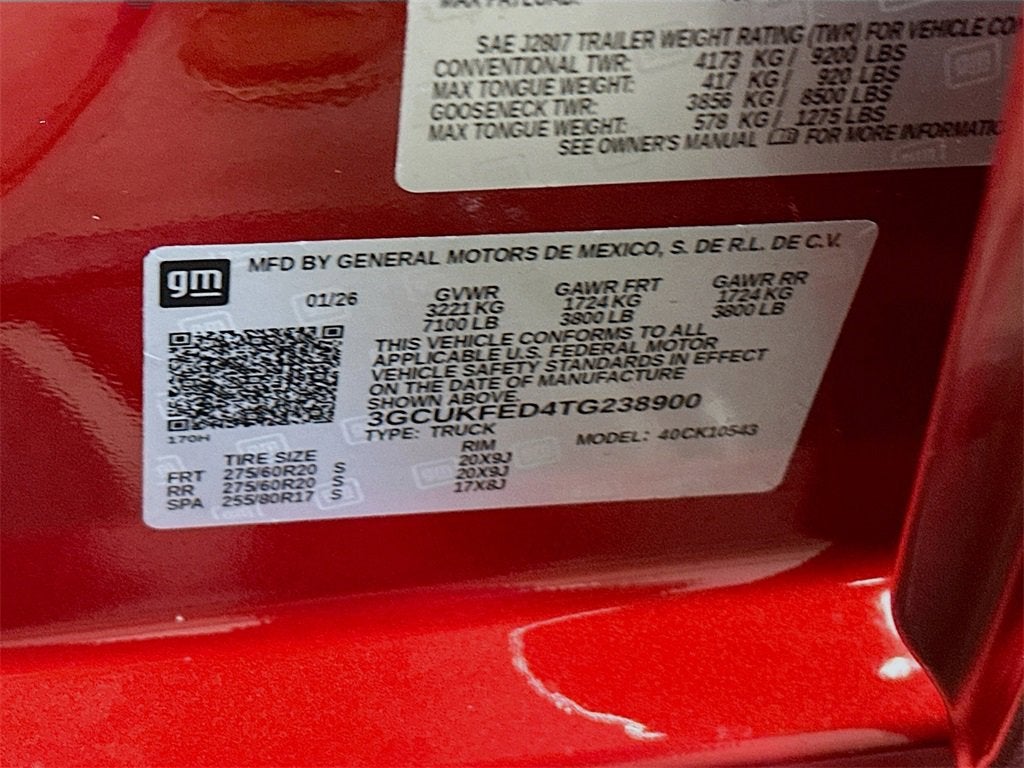 MAX PAYLOAD:
SAE J2807 TRAILER WEIGHT RATING (TWR) FOR VEHICLE
CONVENTIONAL TWR: 4173 KG / 9200 LBS
MAX TONGUE WEIGHT: 417 KG / 920 LBS
GOOSENECK TWR: 3856 KG / 8500 LBS
MAX TONGUE WEIGHT: 578 KG / 1275 LBS
SEE OWNER'S MANUAL FOR MORE INFORMATIO
gm MFD BY GENERAL MOTORS DE MEXICO, S. DE R.L. DE C.V.
01/26 GVWR GAWR FRT GAWR RR
3221 KG 1724 KG 1724 KG
7100 LB 3800 LB 3800 LB
THIS VEHICLE CONFORMS TO ALL
APPLICABLE U.S. FEDERAL MOTOR
VEHICLE SAFETY STANDARDS IN EFFECT
ON THE DATE OF MANUFACTURE
SHOWN ABOVE.
3GCUKFED4TG238900
170H TYPE: TRUCK MODEL: 40CK10543
TIRE SIZE RIM
FRT 275/60R20 S 20X9J
RR 275/60R20 S 20X9J
SPA 255/80R17 S 17X8J